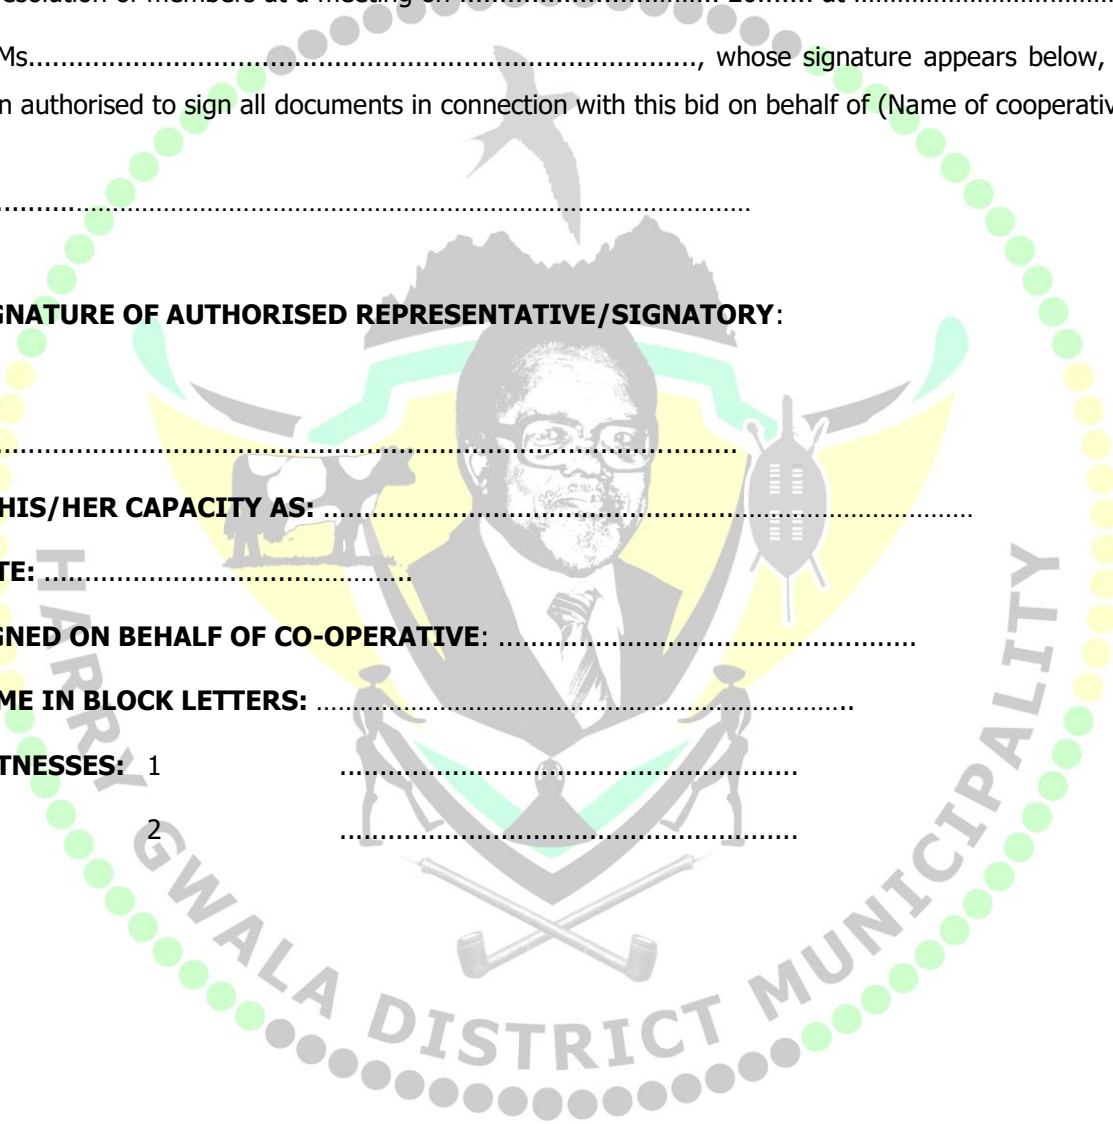 esolution of members at a meeting on ................................ 20....... at ................................
Ms..................................................................................., whose signature appears below,
n authorised to sign all documents in connection with this bid on behalf of (Name of cooperativ
...............................................................................................
GNATURE OF AUTHORISED REPRESENTATIVE/SIGNATORY:
...............................................................................................
HIS/HER CAPACITY AS: ................................................................................
TE: ..............................................
GNED ON BEHALF OF CO-OPERATIVE: ....................................................
ME IN BLOCK LETTERS: ..................................................................
TNESSES: 1 .........................................................
2 .........................................................
HARRY GWALA DISTRICT MUNICIPALITY